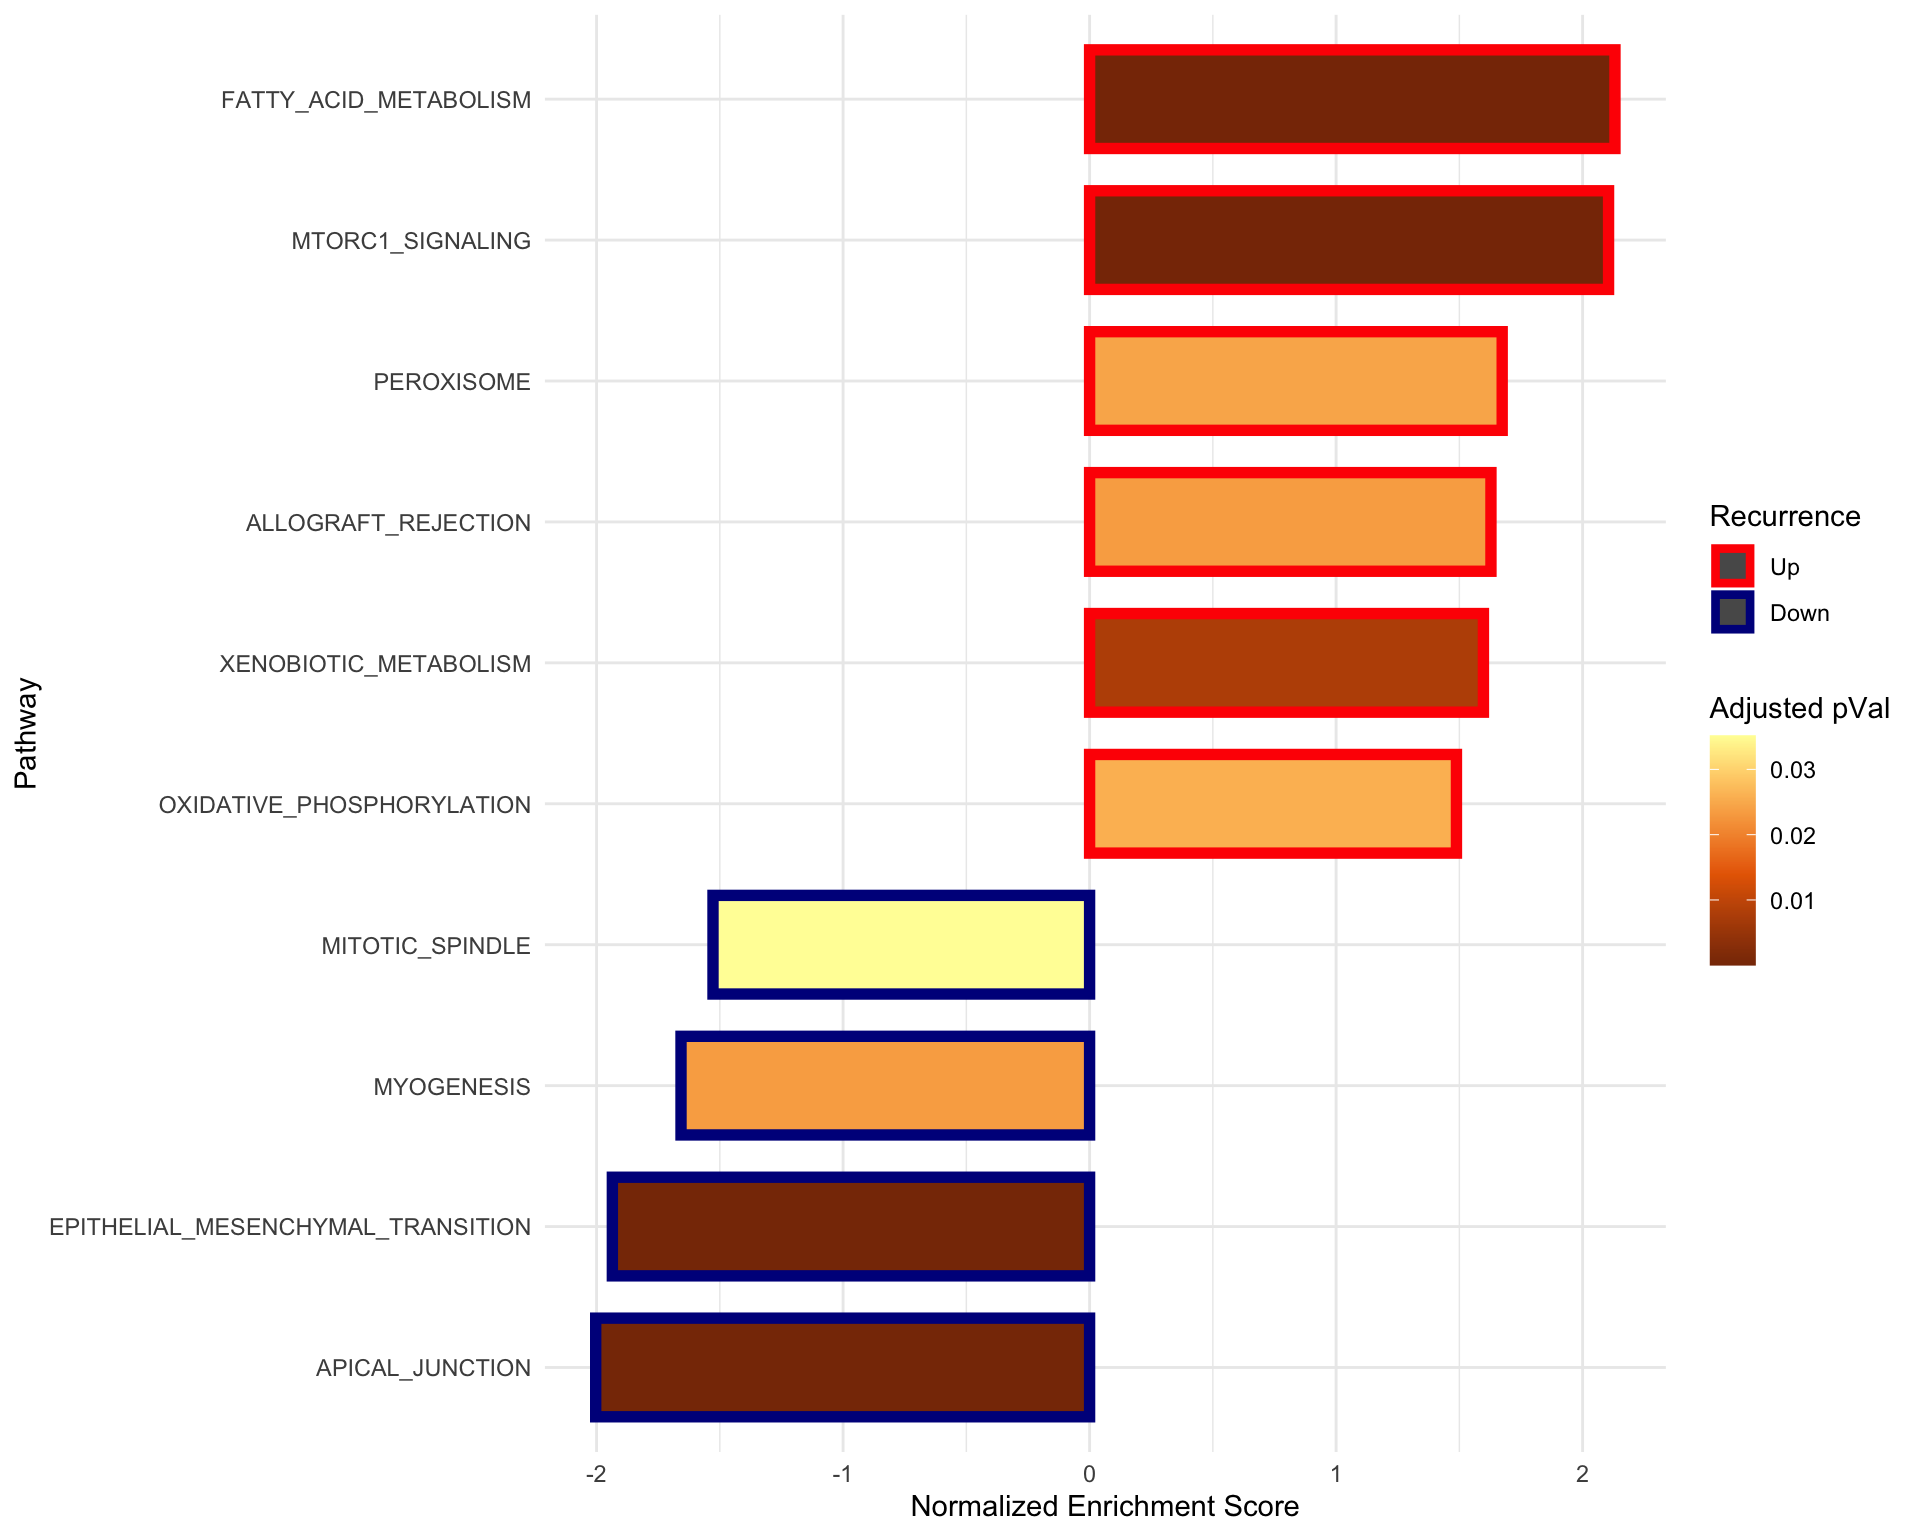 FATTY_ACID_METABOLISM
MTORC1_SIGNALING
PEROXISOME
ALLOGRAFT_REJECTION
XENOBIOTIC_METABOLISM
OXIDATIVE_PHOSPHORYLATION
MITOTIC_SPINDLE
MYOGENESIS
EPITHELIAL_MESENCHYMAL_TRANSITION
APICAL_JUNCTION
Pathway
-2 -1 0 1 2
Normalized Enrichment Score
Recurrence
Up
Down
Adjusted pVal
0.03
0.02
0.01